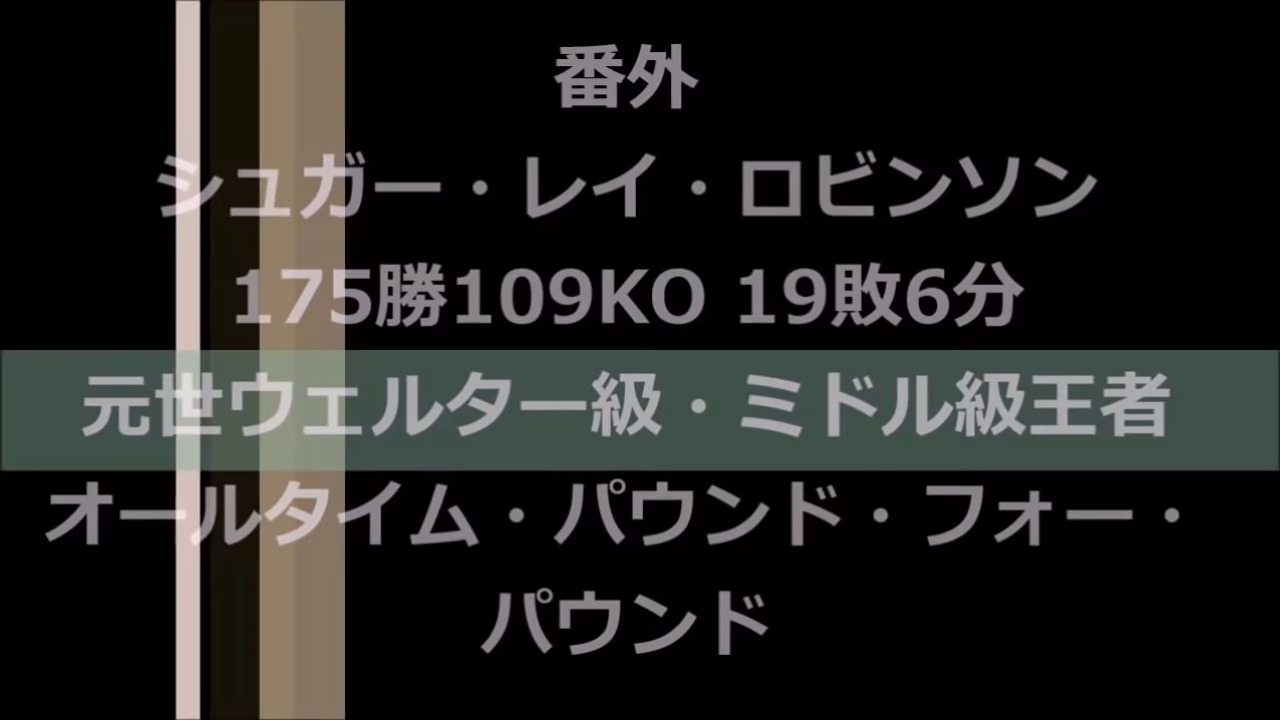 番外
シュガー・レイ・ロビンソン
175勝109KO 19敗6分
元世ウェルター級・ミドル級王者
オールタイム・パウンド・フォー・
パウンド